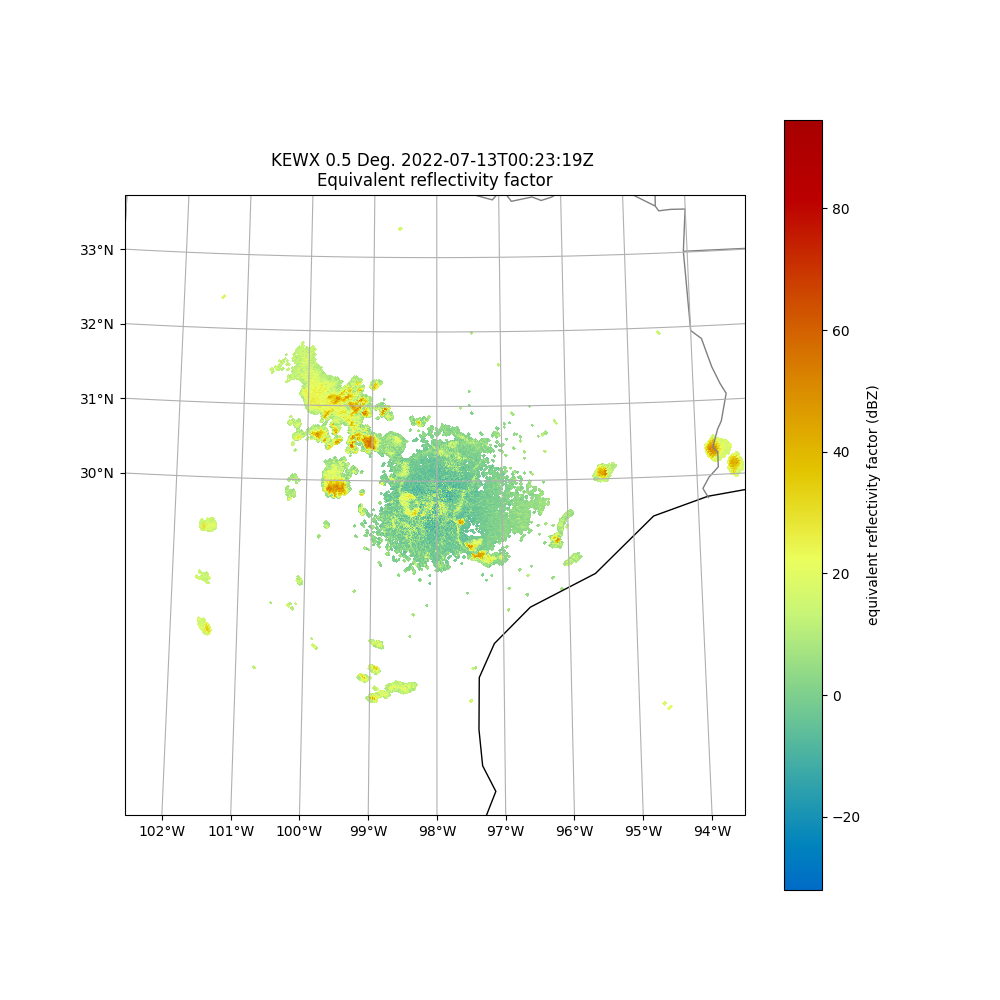 KEWX 0.5 Deg. 2022-07-13T00:23:19Z
Equivalent reflectivity factor
33°N
32°N
31°N
30°N
102°W 101°W 100°W 99°W 98°W 97°W 96°W 95°W 94°W
80
60
40
20
0
−20
equivalent reflectivity factor (dBZ)